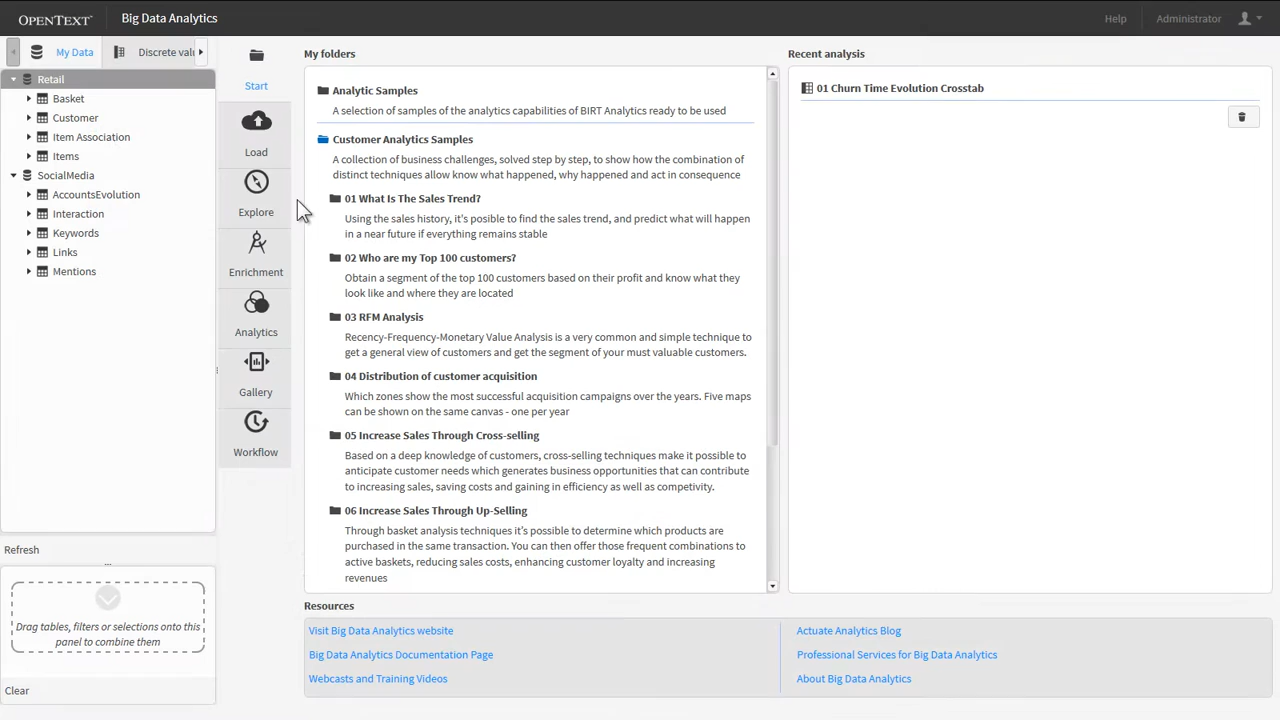 OPENTEXT
Big Data Analytics
Help
Administrator
My Data
Discrete valu
Retail
Basket
Customer
Item Association
Items
SocialMedia
AccountsEvolution
Interaction
Keywords
Links
Mentions
Refresh
...
Drag tables, filters or selections onto this
panel to combine them
Clear
Start
Load
Explore
Enrichment
Analytics
Gallery
Workflow
My folders
Analytic Samples
A selection of samples of the analytics capabilities of BIRT Analytics ready to be used
Customer Analytics Samples
A collection of business challenges, solved step by step, to show how the combination of
distinct techniques allow know what happened, why happened and act in consequence
01 What Is The Sales Trend?
Using the sales history, it's posible to find the sales trend, and predict what will happen
in a near future if everything remains stable
02 Who are my Top 100 customers?
Obtain a segment of the top 100 customers based on their profit and know what they
look like and where they are located
03 RFM Analysis
Recency-Frequency-Monetary Value Analysis is a very common and simple technique to
get a general view of customers and get the segment of your must valuable customers.
04 Distribution of customer acquisition
Which zones show the most successful acquisition campaigns over the years. Five maps
can be shown on the same canvas - one per year
05 Increase Sales Through Cross-selling
Based on a deep knowledge of customers, cross-selling techniques make it possible to
anticipate customer needs which generates business opportunities that can contribute
to increasing sales, saving costs and gaining in efficiency as well as competivity.
06 Increase Sales Through Up-Selling
Through basket analysis techniques it's possible to determine which products are
purchased in the same transaction. You can then offer those frequent combinations to
active baskets, reducing sales costs, enhancing customer loyalty and increasing
revenues
Recent analysis
01 Churn Time Evolution Crosstab
Resources
Visit Big Data Analytics website
Big Data Analytics Documentation Page
Webcasts and Training Videos
Actuate Analytics Blog
Professional Services for Big Data Analytics
About Big Data Analytics